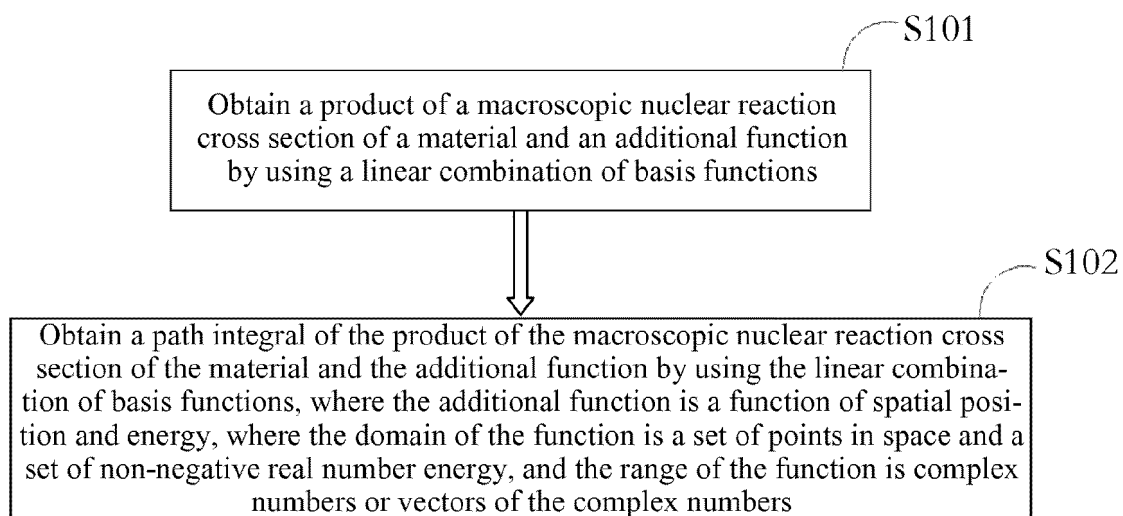 S101
Obtain a product of a macroscopic nuclear reaction
cross section of a material and an additional function
by using a linear combination of basis functions
S102
Obtain a path integral of the product of the macroscopic nuclear reaction cross
section of the material and the additional function by using the linear combina-
tion of basis functions, where the additional function is a function of spatial posi-
tion and energy, where the domain of the function is a set of points in space and a
set of non-negative real number energy, and the range of the function is complex
numbers or vectors of the complex numbers